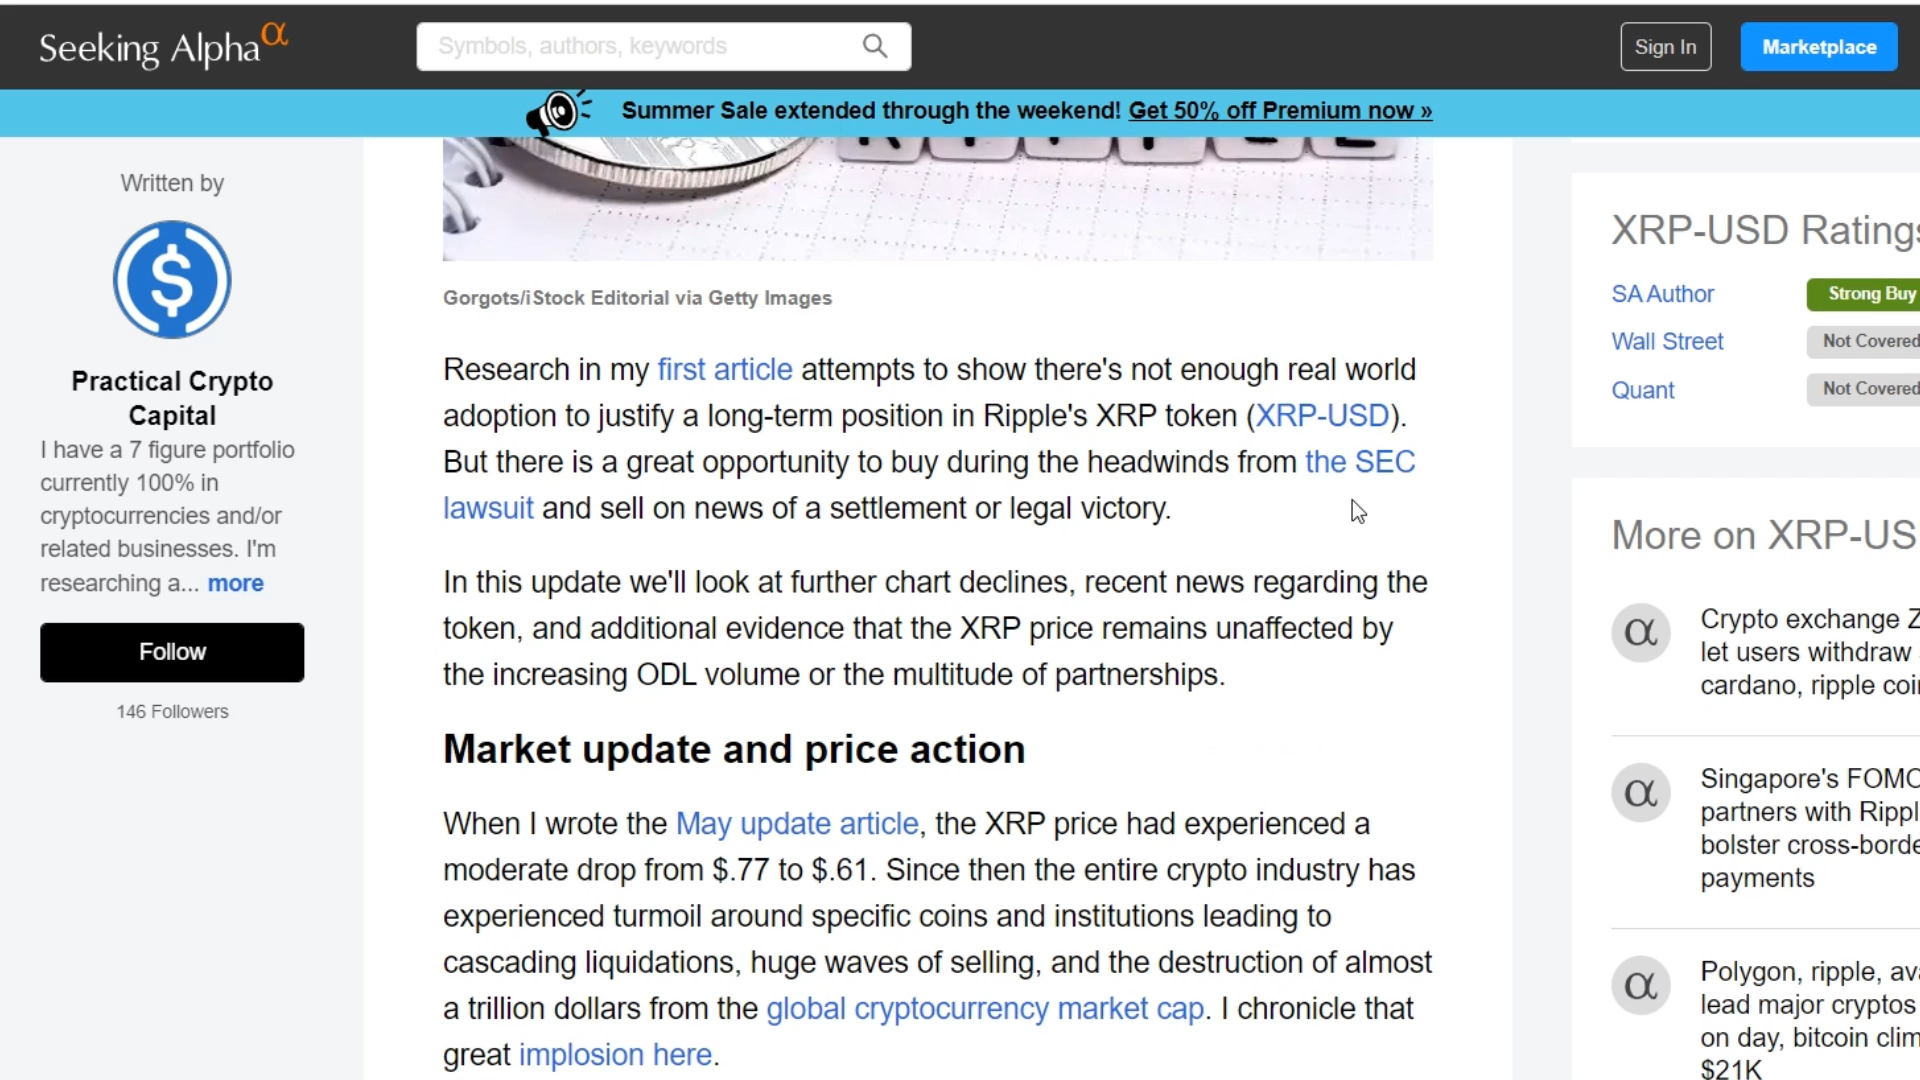 Seeking Alpha α
Symbols, authors, keywords
Sign In
Marketplace
Summer Sale extended through the weekend! Get 50% off Premium now »
Written by
Practical Crypto
Capital
I have a 7 figure portfolio
currently 100% in
cryptocurrencies and/or
related businesses. I'm
researching a... more
Follow
146 Followers
Gorgots/iStock Editorial via Getty Images
Research in my first article attempts to show there's not enough real world
adoption to justify a long-term position in Ripple's XRP token (XRP-USD).
But there is a great opportunity to buy during the headwinds from the SEC
lawsuit and sell on news of a settlement or legal victory.
In this update we'll look at further chart declines, recent news regarding the
token, and additional evidence that the XRP price remains unaffected by
the increasing ODL volume or the multitude of partnerships.
Market update and price action
When I wrote the May update article, the XRP price had experienced a
moderate drop from $.77 to $.61. Since then the entire crypto industry has
experienced turmoil around specific coins and institutions leading to
cascading liquidations, huge waves of selling, and the destruction of almost
a trillion dollars from the global cryptocurrency market cap. I chronicle that
great implosion here.
XRP-USD Ratings
SA Author
Strong Buy
Wall Street
Not Covered
Quant
Not Covered
More on XRP-US
α
Crypto exchange Z
let users withdraw
cardano, ripple coi
α
Singapore's FOMO
partners with Rippl
bolster cross-borde
payments
α
Polygon, ripple, ava
lead major cryptos
on day, bitcoin clim
$21K